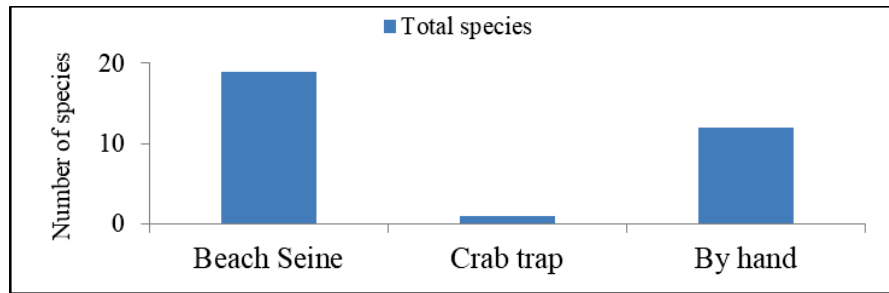 Total species
Number of species
20
10
0
Beach Seine
Crab trap
By hand